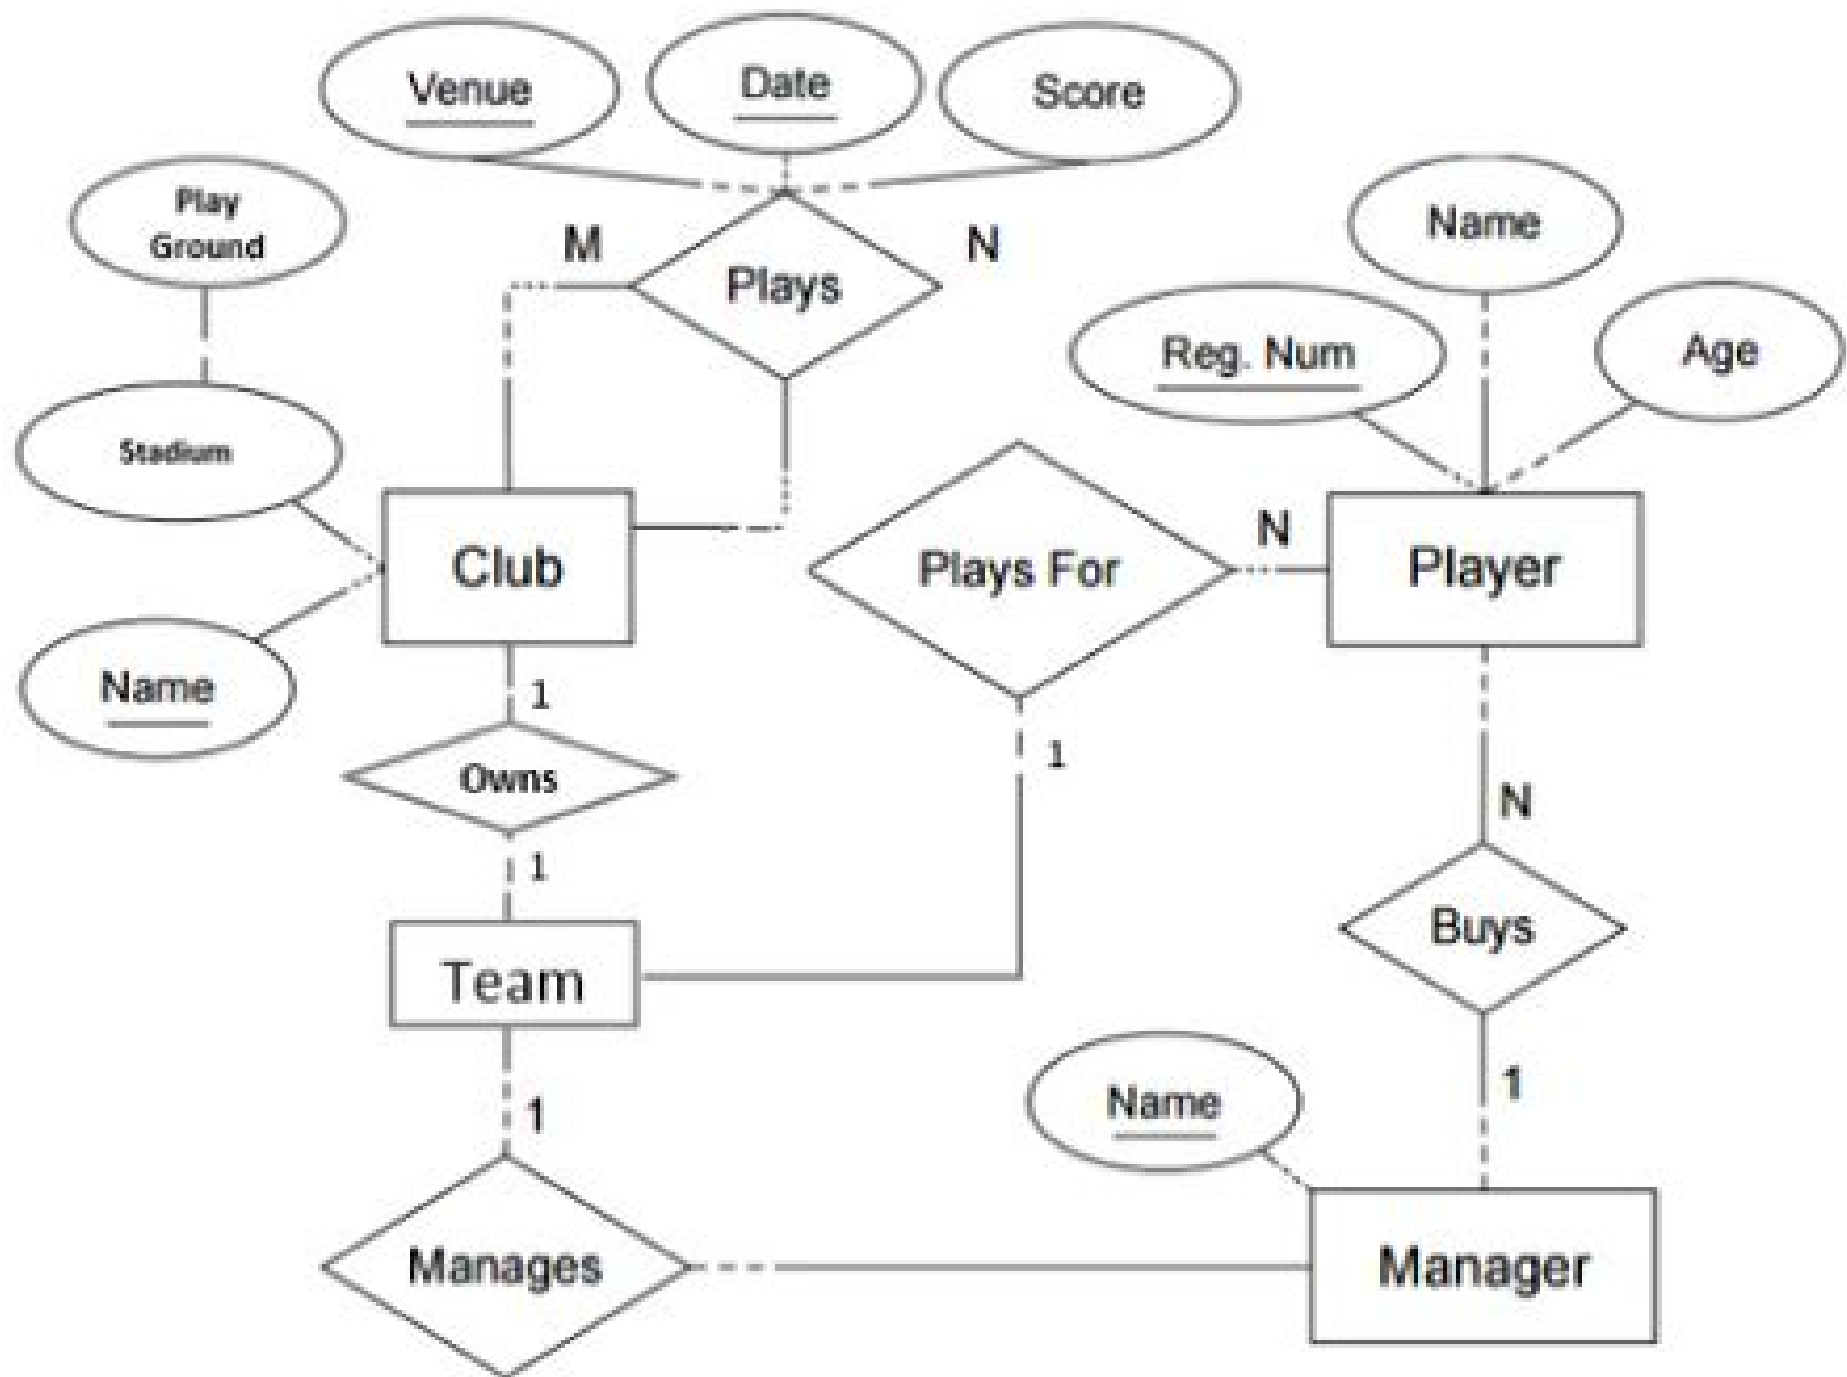 Venue
Date
Score
Play
Ground
M
N
Plays
Name
Reg. Num
Age
Stadium
Club
Plays For
N
Player
Name
1
Owns
1
1
N
Team
Buys
1
Name
1
Manages
Manager